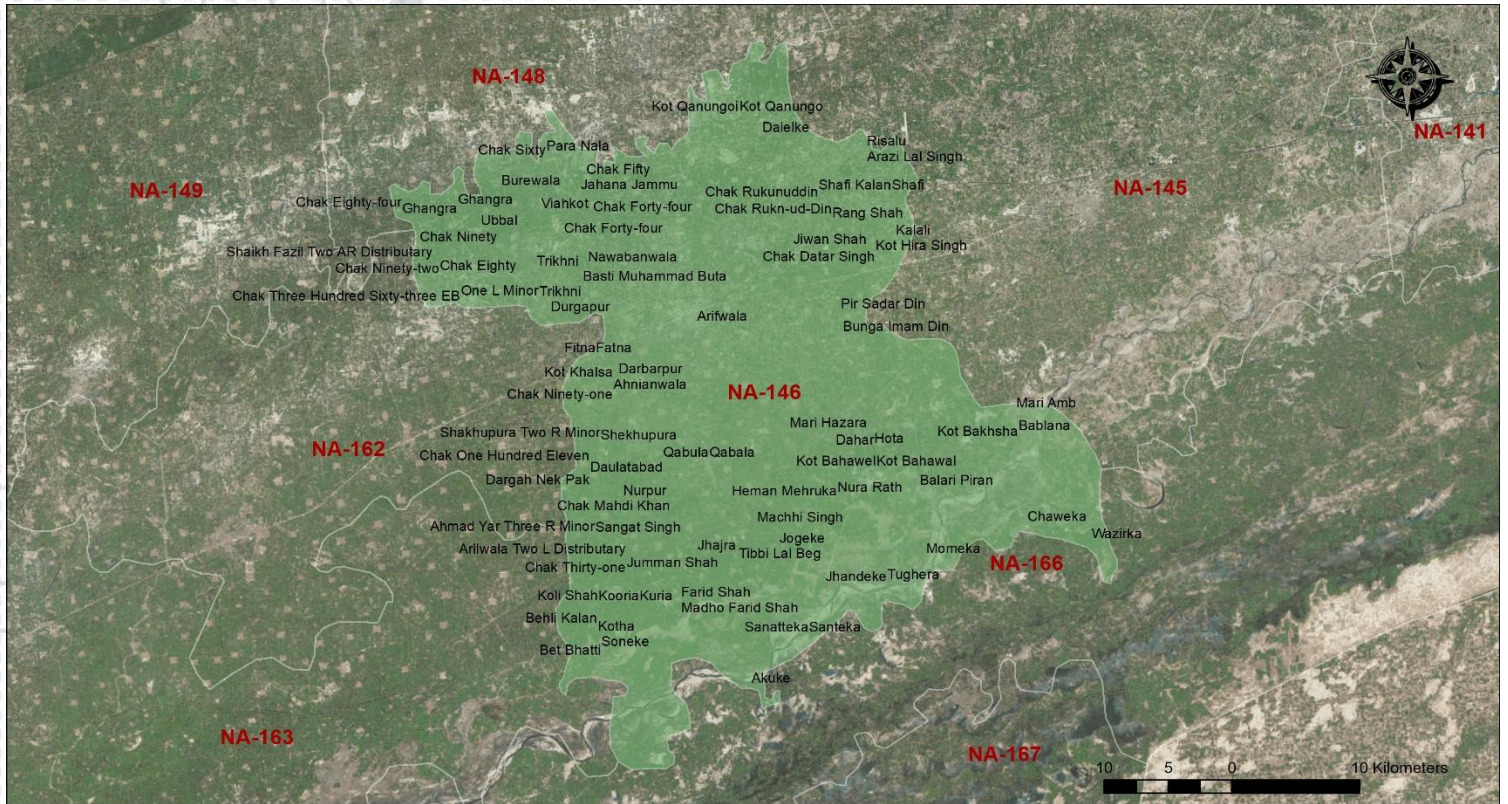 NA-148
Kot QanungoiKot Qanungo
Dalelke
NA-141
Risalu
Chak Sixty
Para Nala
Arazi Lal Singh
Chak Fifty
NA-149
Burewala
Jahana Jammu
Chak Rukunuddin
Shafi KalanShafi
NA-145
Chak Eighty-four
Ghangra
Ghangra
Viahkot
Chak Forty-four
Chak Rukn-ud-Din
Rang Shah
Ubbal
Chak Forty-four
Kalali
Chak Ninety
Jiwan Shah
Kot Hira Singh
Shaikh Fazil Two AR Distributary
Nawabanwala
Chak Datar Singh
Chak Ninety-two
Chak Eighty
Trikhni
Basti Muhammad Buta
Chak Three Hundred Sixty-three EB
One L Minor
Trikhni
Durgapur
Pir Sadar Din
Arifwala
Bunga Imam Din
FitnaFatna
Kot Khalsa
Darbarpur
Ahnianwala
Chak Ninety-one
NA-146
Mari Amb
Mari Hazara
Bablana
Shakhupura Two R Minor
Shekhupura
Dahar
Hota
Kot Bakhsha
NA-162
Chak One Hundred Eleven
QabulaQabala
Daulatabad
Kot BahawelKot Bahawal
Dargah Nek Pak
Nurpur
Heman Mehruka
Nura Rath
Balari Piran
Chak Mahdi Khan
Machhi Singh
Chaweka
Ahmad Yar Three R Minor
Sangat Singh
Wazirka
Arilwala Two L Distributary
Jhajra
Jogeke
Tibbi Lal Beg
Momeka
Chak Thirty-one
Jumman Shah
NA-166
Jhandeke
Tughera
Koli Shah
KooriaKuria
Farid Shah
Madho Farid Shah
Behli Kalan
Kotha
SanattekaSanteka
Soneke
Bet Bhatti
Akuke
NA-163
NA-167
10 5 0 10 Kilometers